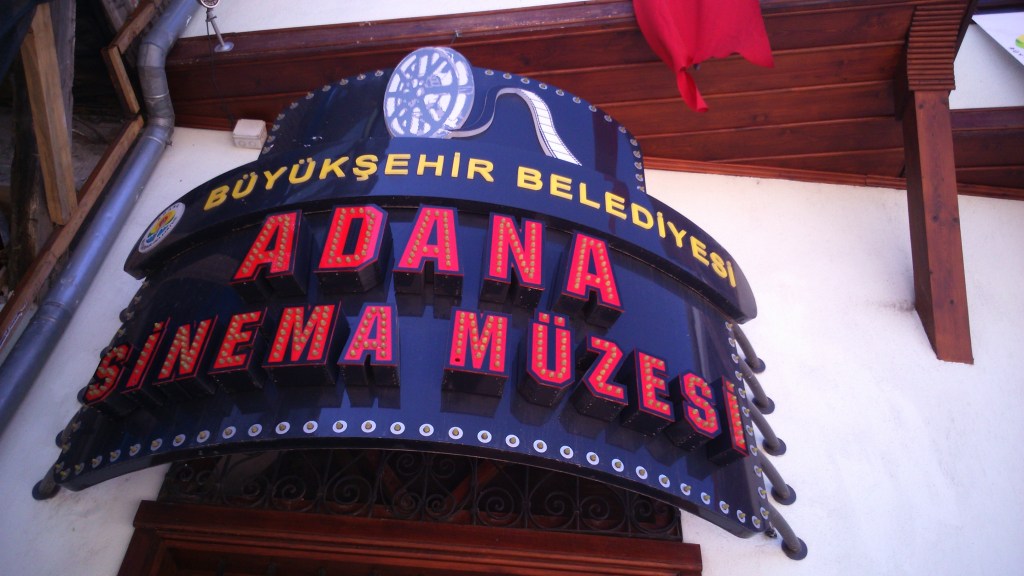 BÜYÜKŞEHİR BELEDİYESİ
ADANA
SİNEMA MÜZESİ